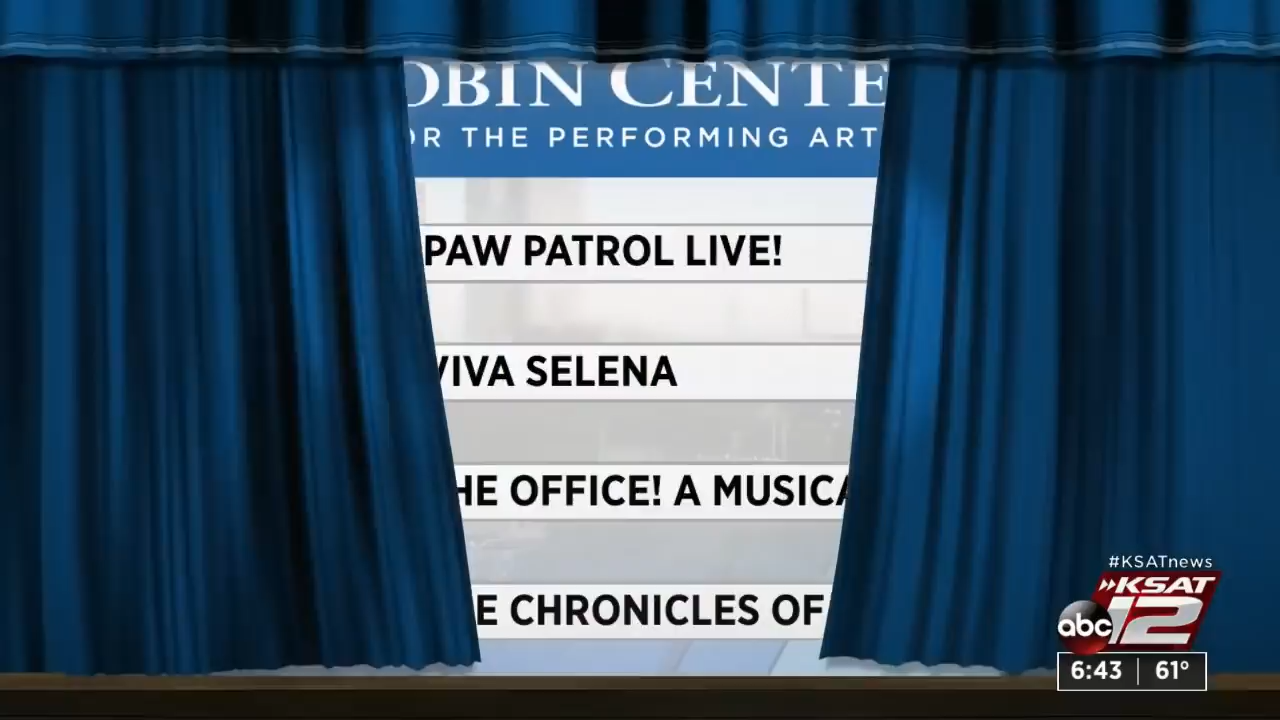 OBIN CENTE
OR THE PERFORMING ART
PAW PATROL LIVE!
VIVA SELENA
HE OFFICE! A MUSICA
E CHRONICLES OF
#KSATnews
KSAT
abc 12
6:43 61°